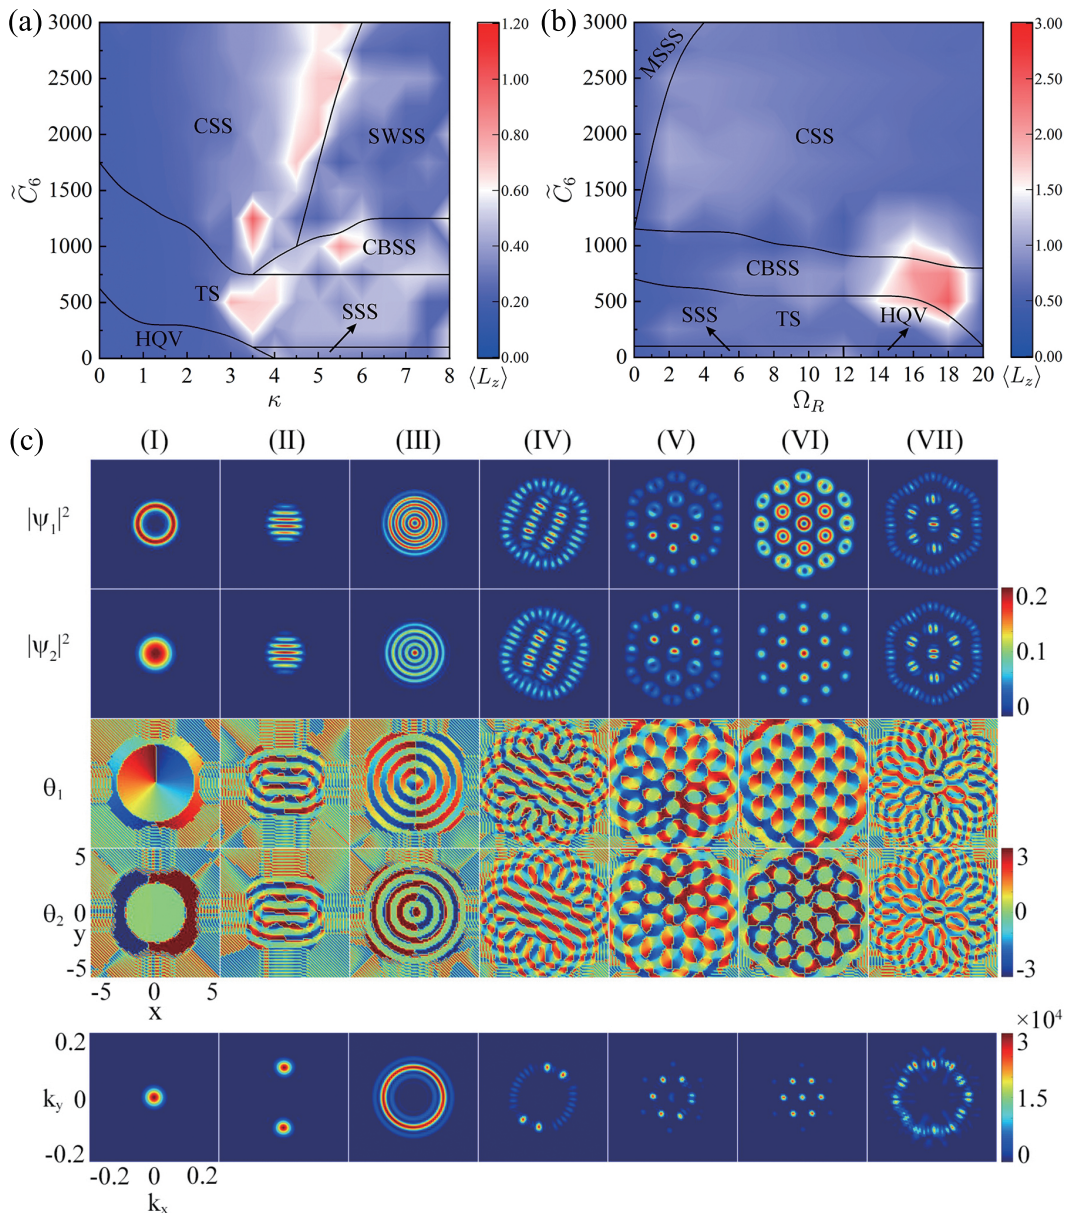 (a)
3000
2500
2000
1500
1000
500
0
C̃₆
CSS
SWSS
CBSS
TS
SSS
HQV
0 1 2 3 4 5 6 7 8
κ
1.20
1.00
0.80
0.60
0.40
0.20
0.00
⟨L_z⟩
(b)
3000
2500
2000
1500
1000
500
0
C̃₆
MSSS
CSS
CBSS
SSS
TS
HQV
0 2 4 6 8 10 12 14 16 18 20
Ω_R
3.00
2.50
2.00
1.50
1.00
0.50
0.00
⟨L_z⟩
(c)
(I) (II) (III) (IV) (V) (VI) (VII)
|ψ₁|²
|ψ₂|²
0.2
0.1
0
θ₁
θ₂
5
0
y
-5
-5 0 5
x
3
0
-3
×10⁴
3
1.5
0
0.2
k_y 0
-0.2
-0.2 0 0.2
k_x